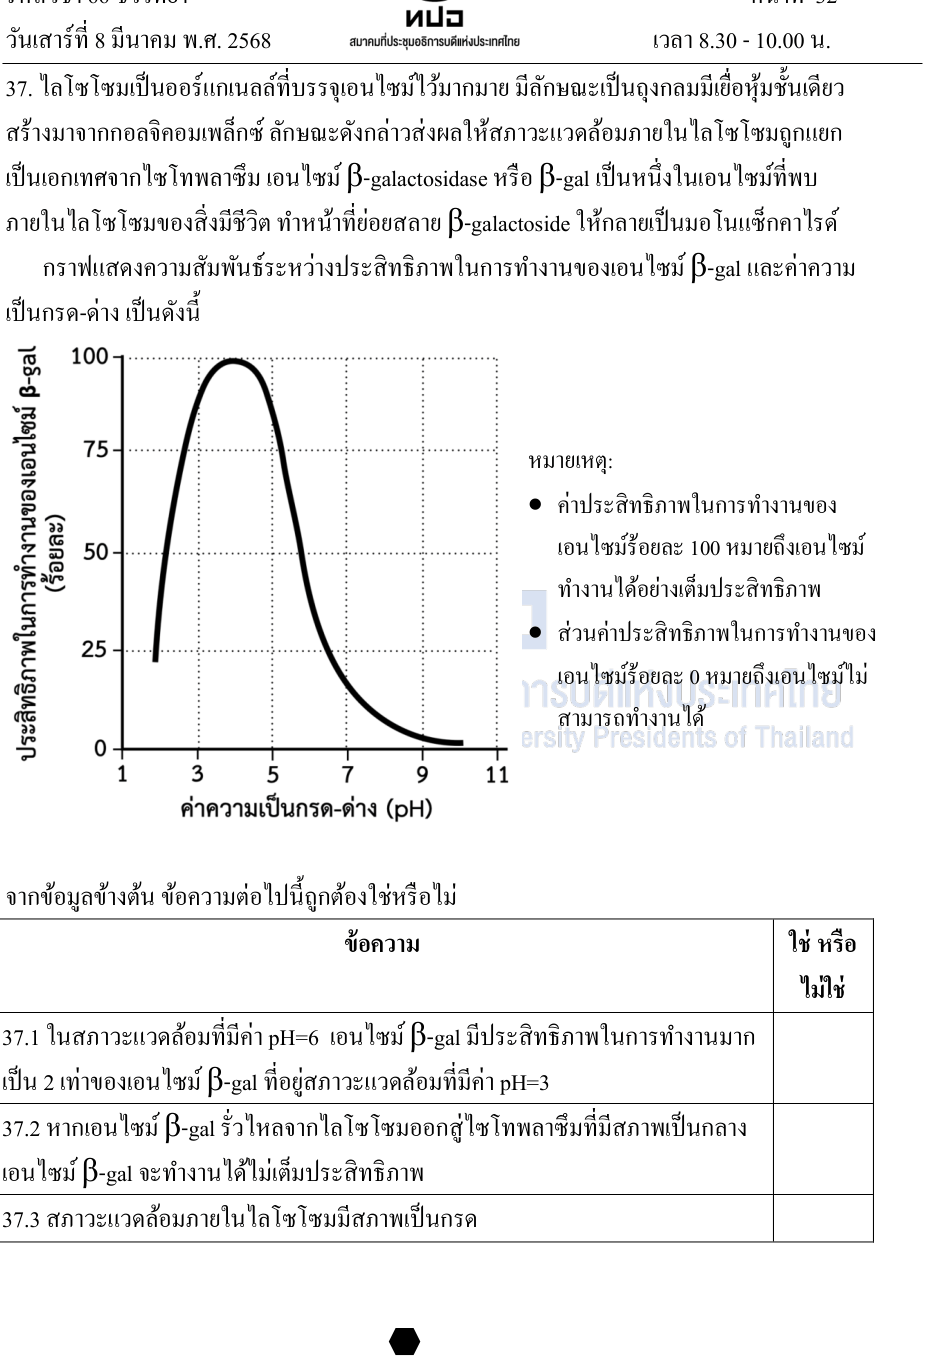 วันเสาร์ที่ 8 มีนาคม พ.ศ. 2568
ทปอ
สมาคมที่ประชุมอธิการบดีแห่งประเทศไทย
เวลา 8.30 - 10.00 น.
37. ไลโซโซมเป็นออร์แกเนลล์ที่บรรจุเอนไซม์ไว้มากมาย มีลักษณะเป็นถุงกลมมีเยื่อหุ้มชั้นเดียว
สร้างมาจากกอลจิคอมเพล็กซ์ ลักษณะดังกล่าวส่งผลให้สภาวะแวดล้อมภายในไลโซโซมถูกแยก
เป็นเอกเทศจากไซโทพลาซึม เอนไซม์ β-galactosidase หรือ β-gal เป็นหนึ่งในเอนไซม์ที่พบ
ภายในไลโซโซมของสิ่งมีชีวิต ทำหน้าที่ย่อยสลาย β-galactoside ให้กลายเป็นมอโนแซ็กคาไรด์
กราฟแสดงความสัมพันธ์ระหว่างประสิทธิภาพในการทำงานของเอนไซม์ β-gal และค่าความ
เป็นกรด-ด่าง เป็นดังนี้
ประสิทธิภาพในการทำงานของเอนไซม์ β-gal
(ร้อยละ)
100
75
50
25
0
1 3 5 7 9 11
ค่าความเป็นกรด-ด่าง (pH)
หมายเหตุ:
● ค่าประสิทธิภาพในการทำงานของ
เอนไซม์ร้อยละ 100 หมายถึงเอนไซม์
ทำงานได้อย่างเต็มประสิทธิภาพ
● ส่วนค่าประสิทธิภาพในการทำงานของ
เอนไซม์ร้อยละ 0 หมายถึงเอนไซม์ไม่
สามารถทำงานได้
ersity Presidents of Thailand
จากข้อมูลข้างต้น ข้อความต่อไปนี้ถูกต้องใช่หรือไม่
ข้อความ
ใช่ หรือ
ไม่ใช่
37.1 ในสภาวะแวดล้อมที่มีค่า pH=6 เอนไซม์ β-gal มีประสิทธิภาพในการทำงานมาก
เป็น 2 เท่าของเอนไซม์ β-gal ที่อยู่สภาวะแวดล้อมที่มีค่า pH=3
37.2 หากเอนไซม์ β-gal รั่วไหลจากไลโซโซมออกสู่ไซโทพลาซึมที่มีสภาพเป็นกลาง
เอนไซม์ β-gal จะทำงานได้ไม่เต็มประสิทธิภาพ
37.3 สภาวะแวดล้อมภายในไลโซโซมมีสภาพเป็นกรด